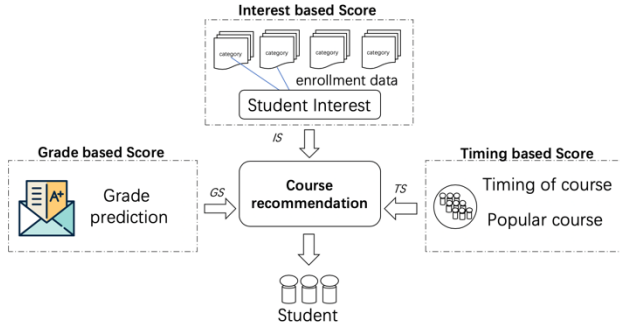 Interest based Score
category
category
category
category
enrollment data
Student Interest
IS
Grade based Score
A+
Grade
prediction
GS
Course
recommendation
TS
Timing based Score
Timing of course
Popular course
Student